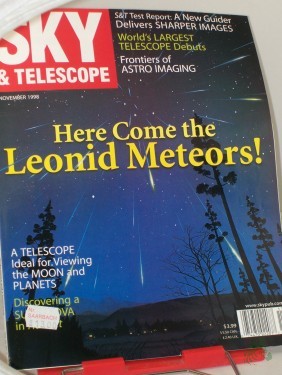 S&T Test Report: A New Guider
Delivers SHARPER IMAGES
World's LARGEST
TELESCOPE Debuts
Frontiers of
ASTRO IMAGING
SKY
& TELESCOPE
NOVEMBER 1998
Here Come the
Leonid Meteors!
A TELESCOPE
Ideal for Viewing
the MOON and
PLANETS
Discovering a
in
www.skypub.com
$3.99